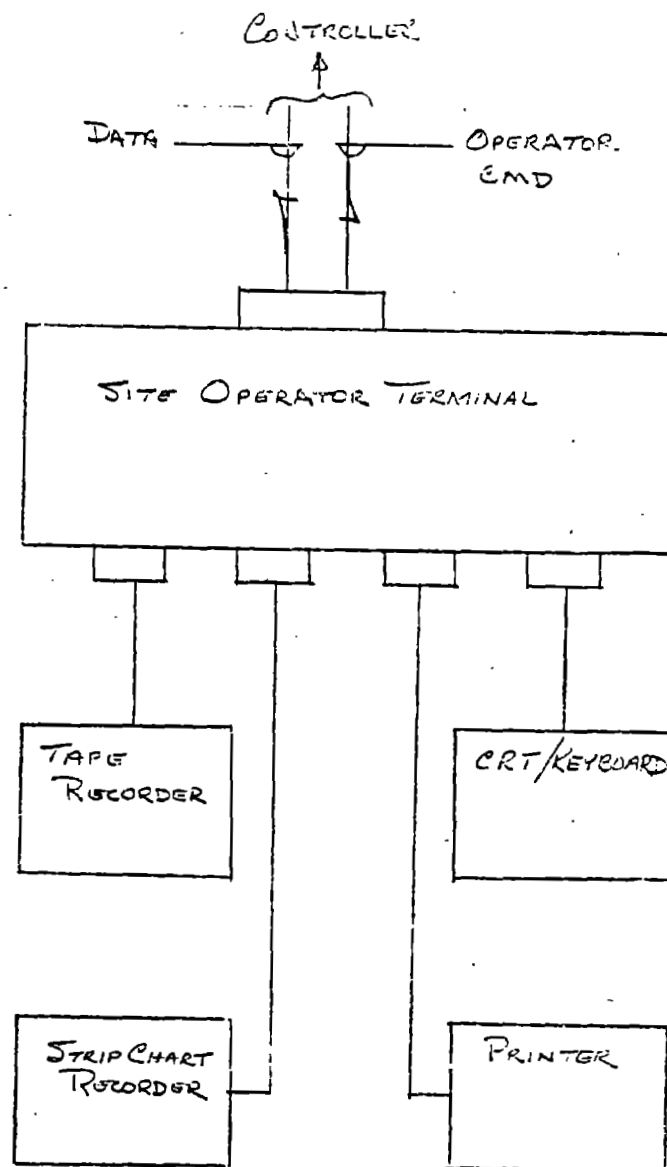 CONTROLLER
DATA
OPERATOR
CMD
SITE OPERATOR TERMINAL
TAPE
RECORDER
CRT/KEYBOARD
STRIP CHART
RECORDER
PRINTER